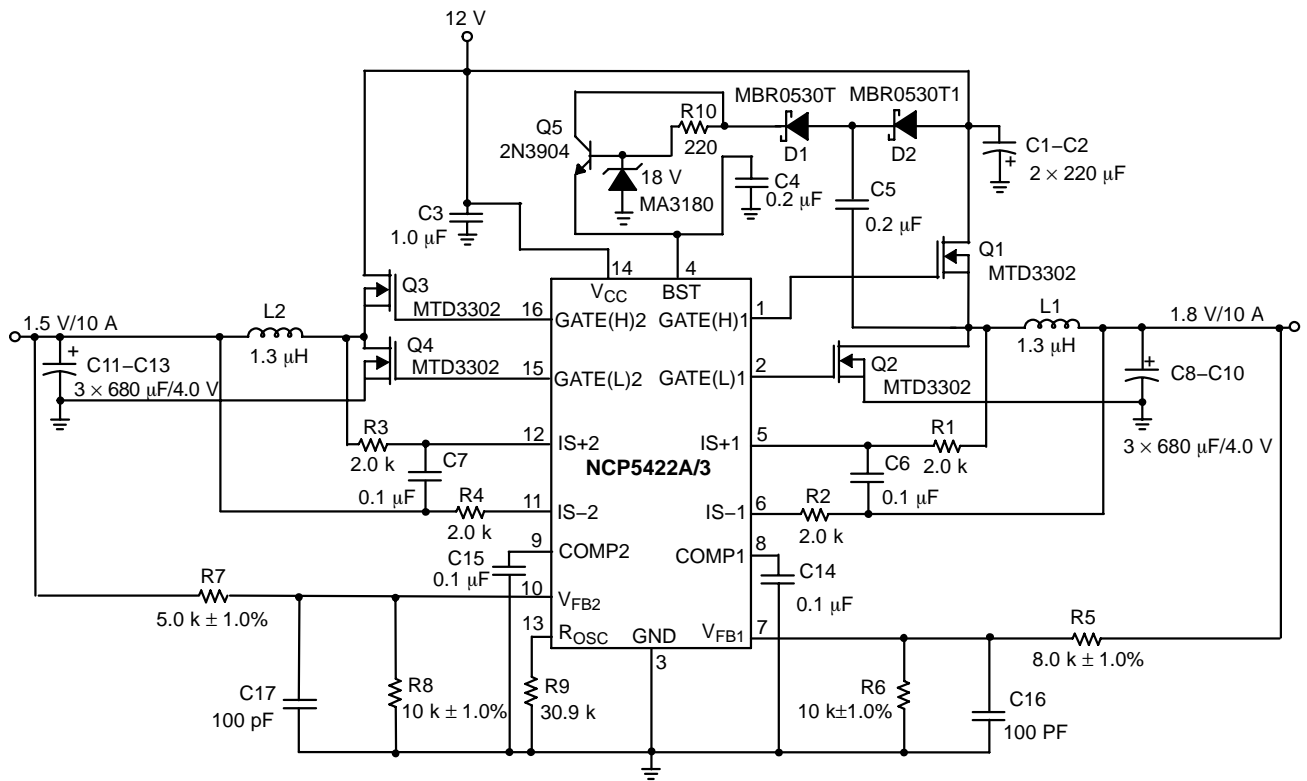 12 V
MBR0530T
MBR0530T1
R10
220
D1
D2
Q5
2N3904
C1–C2
2 × 220 μF
+
18 V
MA3180
C4
0.2 μF
C5
0.2 μF
C3
1.0 μF
Q1
MTD3302
14
4
VCC
BST
Q3
MTD3302
16
GATE(H)2
GATE(H)1
1
1.5 V/10 A
L2
1.3 μH
L1
1.3 μH
1.8 V/10 A
+
C11–C13
3 × 680 μF/4.0 V
Q4
MTD3302
15
GATE(L)2
GATE(L)1
2
Q2
MTD3302
+
C8–C10
3 × 680 μF/4.0 V
R3
2.0 k
12
IS+2
IS+1
5
R1
2.0 k
C7
0.1 μF
NCP5422A/3
C6
0.1 μF
R4
2.0 k
11
IS–2
IS–1
6
R2
2.0 k
9
COMP2
COMP1
8
C15
0.1 μF
C14
0.1 μF
R7
5.0 k ± 1.0%
10
VFB2
13
ROSC
GND
3
VFB1
7
R5
8.0 k ± 1.0%
C17
100 pF
R8
10 k ± 1.0%
R9
30.9 k
R6
10 k±1.0%
C16
100 PF